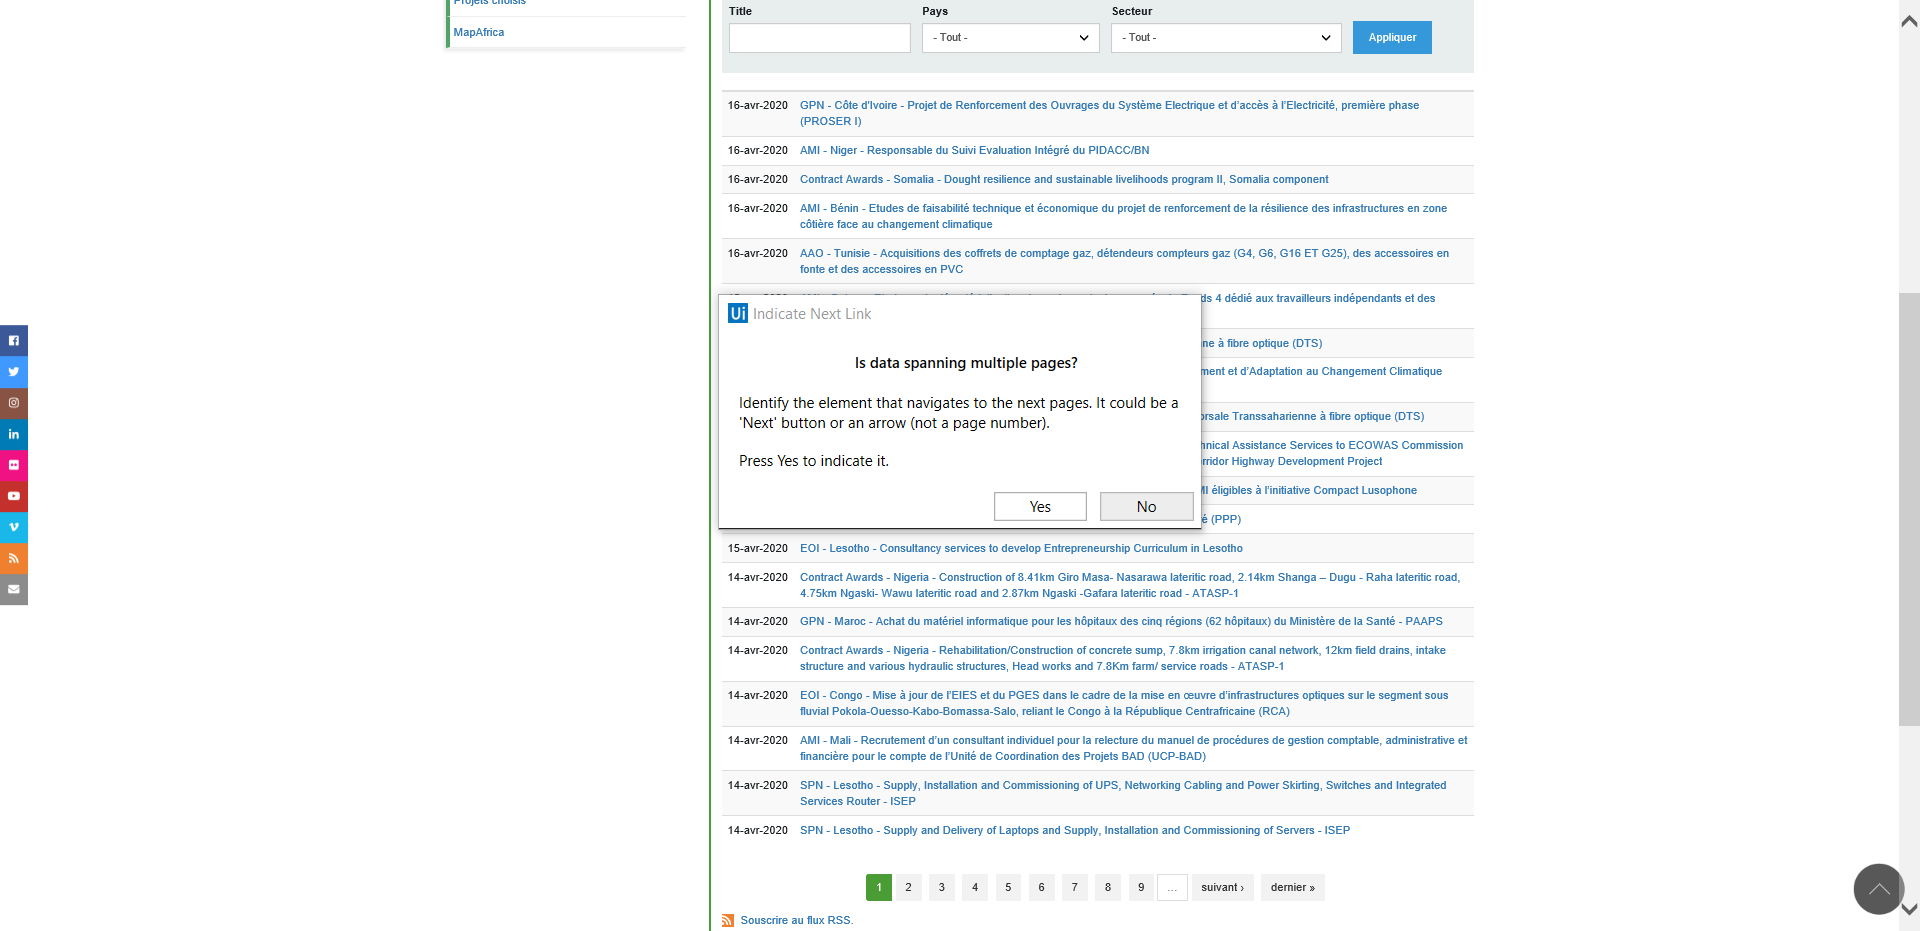 Projets choisis
MapAfrica
Title Pays Secteur
- Tout - - Tout - Appliquer
16-avr-2020 GPN - Côte d'Ivoire - Projet de Renforcement des Ouvrages du Système Electrique et d'accès à l'Electricité, première phase
(PROSER I)
16-avr-2020 AMI - Niger - Responsable du Suivi Evaluation Intégré du PIDACC/BN
16-avr-2020 Contract Awards - Somalia - Dought resilience and sustainable livelihoods program II, Somalia component
16-avr-2020 AMI - Bénin - Etudes de faisabilité technique et économique du projet de renforcement de la résilience des infrastructures en zone
côtière face au changement climatique
16-avr-2020 AAO - Tunisie - Acquisitions des coffrets de comptage gaz, détendeurs compteurs gaz (G4, G6, G16 ET G25), des accessoires en
fonte et des accessoires en PVC
ds 4 dédié aux travailleurs indépendants et des
Ui Indicate Next Link
Is data spanning multiple pages?
Identify the element that navigates to the next pages. It could be a
'Next' button or an arrow (not a page number).
Press Yes to indicate it.
Yes No
ne à fibre optique (DTS)
ment et d'Adaptation au Changement Climatique
orsale Transsaharienne à fibre optique (DTS)
hnical Assistance Services to ECOWAS Commission
rridor Highway Development Project
MI éligibles à l'initiative Compact Lusophone
é (PPP)
15-avr-2020 EOI - Lesotho - Consultancy services to develop Entrepreneurship Curriculum in Lesotho
14-avr-2020 Contract Awards - Nigeria - Construction of 8.41km Giro Masa- Nasarawa lateritic road, 2.14km Shanga – Dugu - Raha lateritic road,
4.75km Ngaski- Wawu lateritic road and 2.87km Ngaski -Gafara lateritic road - ATASP-1
14-avr-2020 GPN - Maroc - Achat du matériel informatique pour les hôpitaux des cinq régions (62 hôpitaux) du Ministère de la Santé - PAAPS
14-avr-2020 Contract Awards - Nigeria - Rehabilitation/Construction of concrete sump, 7.8km irrigation canal network, 12km field drains, intake
structure and various hydraulic structures, Head works and 7.8Km farm/ service roads - ATASP-1
14-avr-2020 EOI - Congo - Mise à jour de l'EIES et du PGES dans le cadre de la mise en œuvre d'infrastructures optiques sur le segment sous
fluvial Pokola-Ouesso-Kabo-Bomassa-Salo, reliant le Congo à la République Centrafricaine (RCA)
14-avr-2020 AMI - Mali - Recrutement d'un consultant individuel pour la relecture du manuel de procédures de gestion comptable, administrative et
financière pour le compte de l'Unité de Coordination des Projets BAD (UCP-BAD)
14-avr-2020 SPN - Lesotho - Supply, Installation and Commissioning of UPS, Networking Cabling and Power Skirting, Switches and Integrated
Services Router - ISEP
14-avr-2020 SPN - Lesotho - Supply and Delivery of Laptops and Supply, Installation and Commissioning of Servers - ISEP
1 2 3 4 5 6 7 8 9 ... suivant › dernier »
Souscrire au flux RSS.